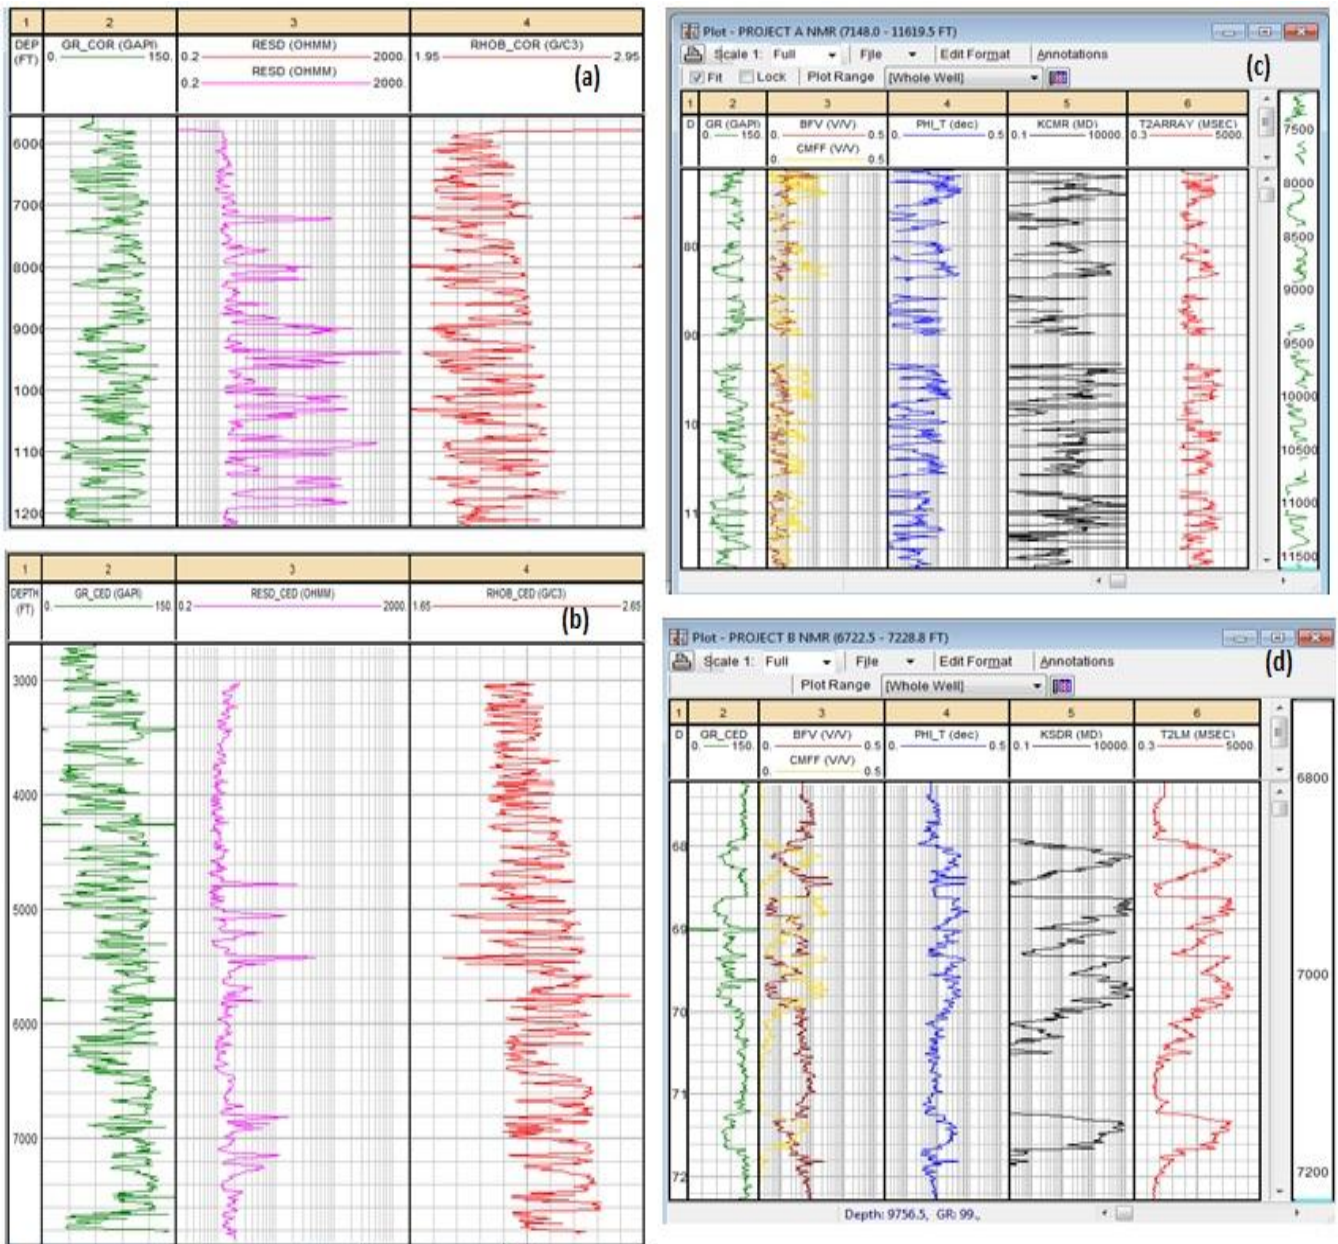 1 2 3 4
DEP GR_COR (GAPI) RESD (OHMM) RHOB_COR (G/C3)
(FT) 0. 150. 0.2 2000. 1.95 2.95
RESD (OHMM)
0.2 2000.
(a)
6000
7000
8000
9000
1000
1100
1200
1 2 3 4
DEPTH GR_CED (GAPI) RESD_CED (OHMM) RHOB_CED (G/C3)
(FT) 0. 150. 0.2 2000. 1.65 2.65
(b)
3000
4000
5000
6000
7000
Plot - PROJECT A NMR (7148.0 - 11619.5 FT)
Scale 1: Full File Edit Format Annotations
(c)
Fit Lock Plot Range [Whole Well]
1 2 3 4 5 6
D GR (GAPI) BFV (V/V) PHI_T (dec) KCMR (MD) T2ARRAY (MSEC)
0. 150. 0. 0.5 0. 0.5 0.1 10000. 0.3 5000.
CMFF (V/V)
0. 0.5
80
90
10
11
7500
8000
8500
9000
9500
10000
10500
11000
11500
Plot - PROJECT B NMR (6722.5 - 7228.8 FT)
Scale 1: Full File Edit Format Annotations
(d)
Plot Range [Whole Well]
1 2 3 4 5 6
D GR_CED BFV (V/V) PHI_T (dec) KSDR (MD) T2LM (MSEC)
0. 150. 0. 0.5 0. 0.5 0.1 10000. 0.3 5000.
CMFF (V/V)
0. 0.5
68
69
70
71
72
6800
7000
7200
Depth: 9756.5, GR: 99.,